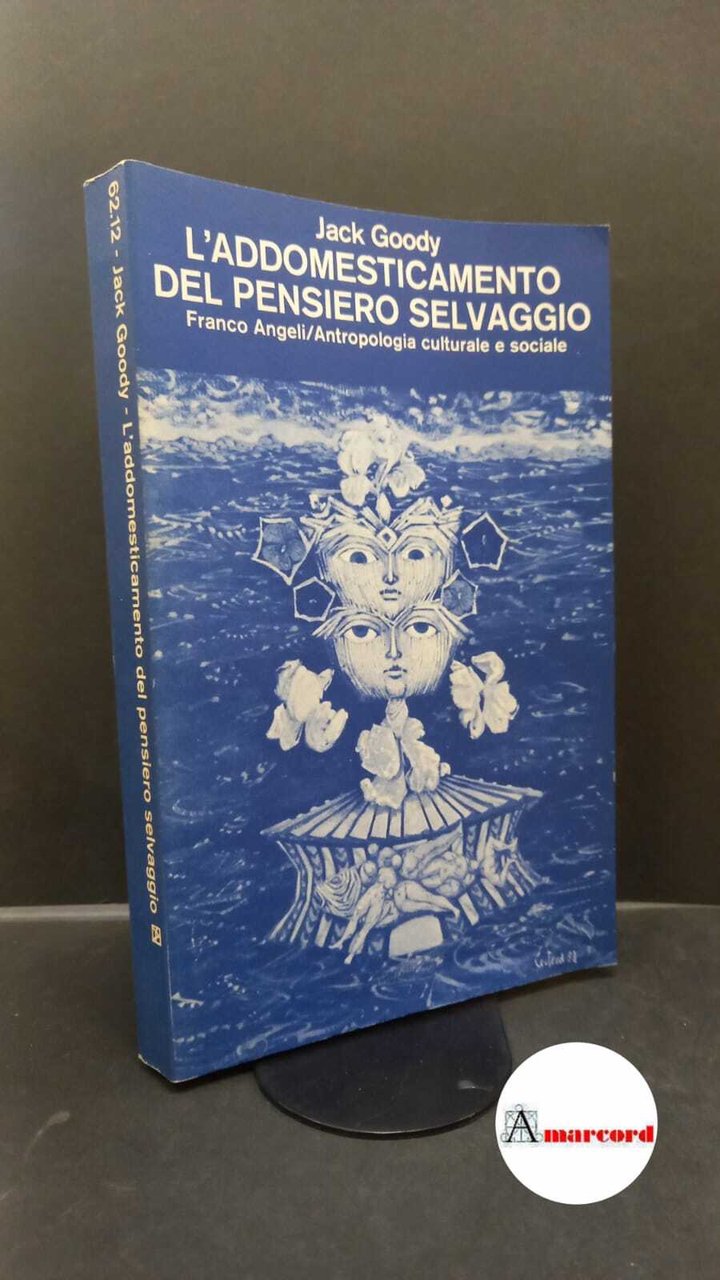 Jack Goody
L'ADDOMESTICAMENTO
DEL PENSIERO SELVAGGIO
Franco Angeli/Antropologia culturale e sociale
62.12 - Jack Goody - L'addomesticamento del pensiero selvaggio
Amarcord